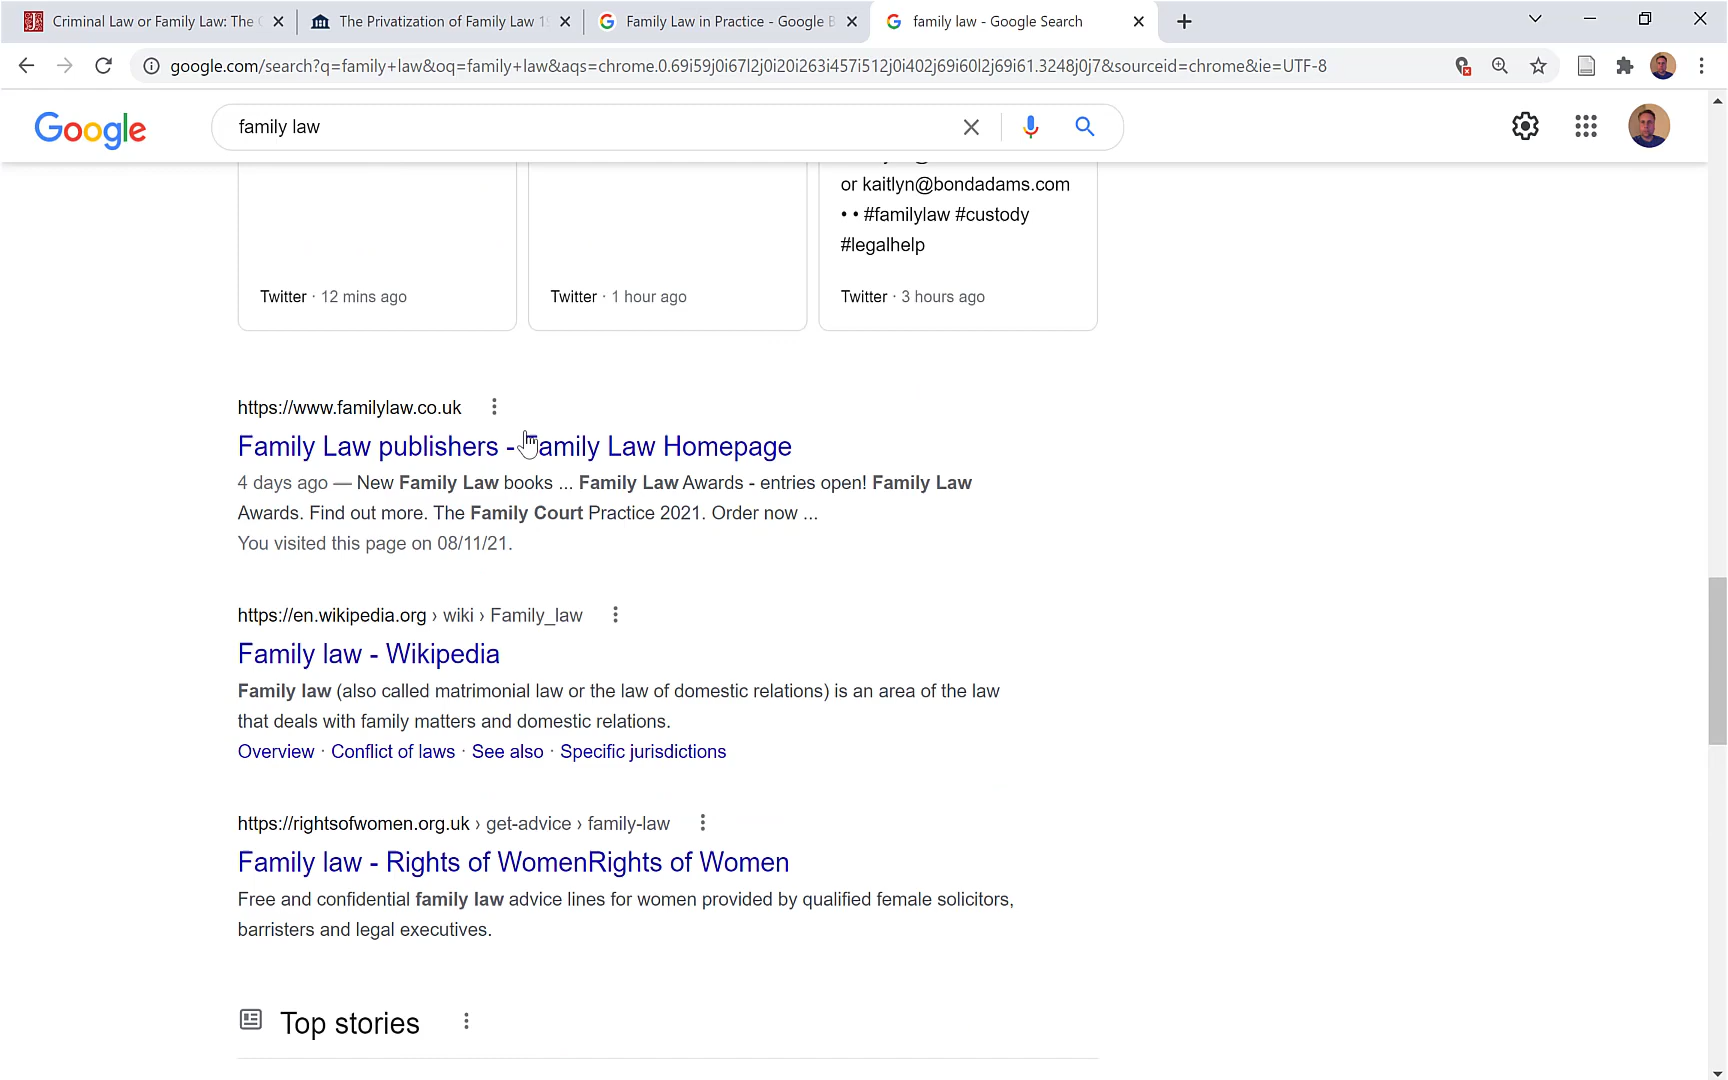 Criminal Law or Family Law: The
The Privatization of Family Law
Family Law in Practice - Google B
family law - Google Search
google.com/search?q=family+law&oq=family+law&aqs=chrome.0.69i59j0i67l2j0i20i263i457i512j0i402j69i60l2j69i61.3248j0j7&sourceid=chrome&ie=UTF-8
Google
family law
or kaitlyn@bondadams.com
• • #familylaw #custody
#legalhelp
Twitter · 12 mins ago
Twitter · 1 hour ago
Twitter · 3 hours ago
https://www.familylaw.co.uk
Family Law publishers - Family Law Homepage
4 days ago — New Family Law books ... Family Law Awards - entries open! Family Law
Awards. Find out more. The Family Court Practice 2021. Order now ...
You visited this page on 08/11/21.
https://en.wikipedia.org › wiki › Family_law
Family law - Wikipedia
Family law (also called matrimonial law or the law of domestic relations) is an area of the law
that deals with family matters and domestic relations.
Overview · Conflict of laws · See also · Specific jurisdictions
https://rightsofwomen.org.uk › get-advice › family-law
Family law - Rights of WomenRights of Women
Free and confidential family law advice lines for women provided by qualified female solicitors,
barristers and legal executives.
Top stories